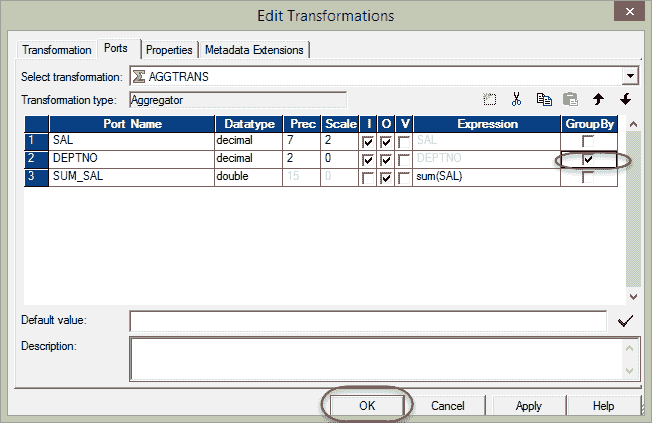 Edit Transformations
Transformation Ports Properties Metadata Extensions
Select transformation: AGGTRANS
Transformation type: Aggregator
Port Name Datatype Prec Scale I O V Expression GroupBy
1 SAL decimal 7 2 SAL
2 DEPTNO decimal 2 0 DEPTNO
3 SUM_SAL double 15 0 sum(SAL)
Default value:
Description:
OK Cancel Apply Help